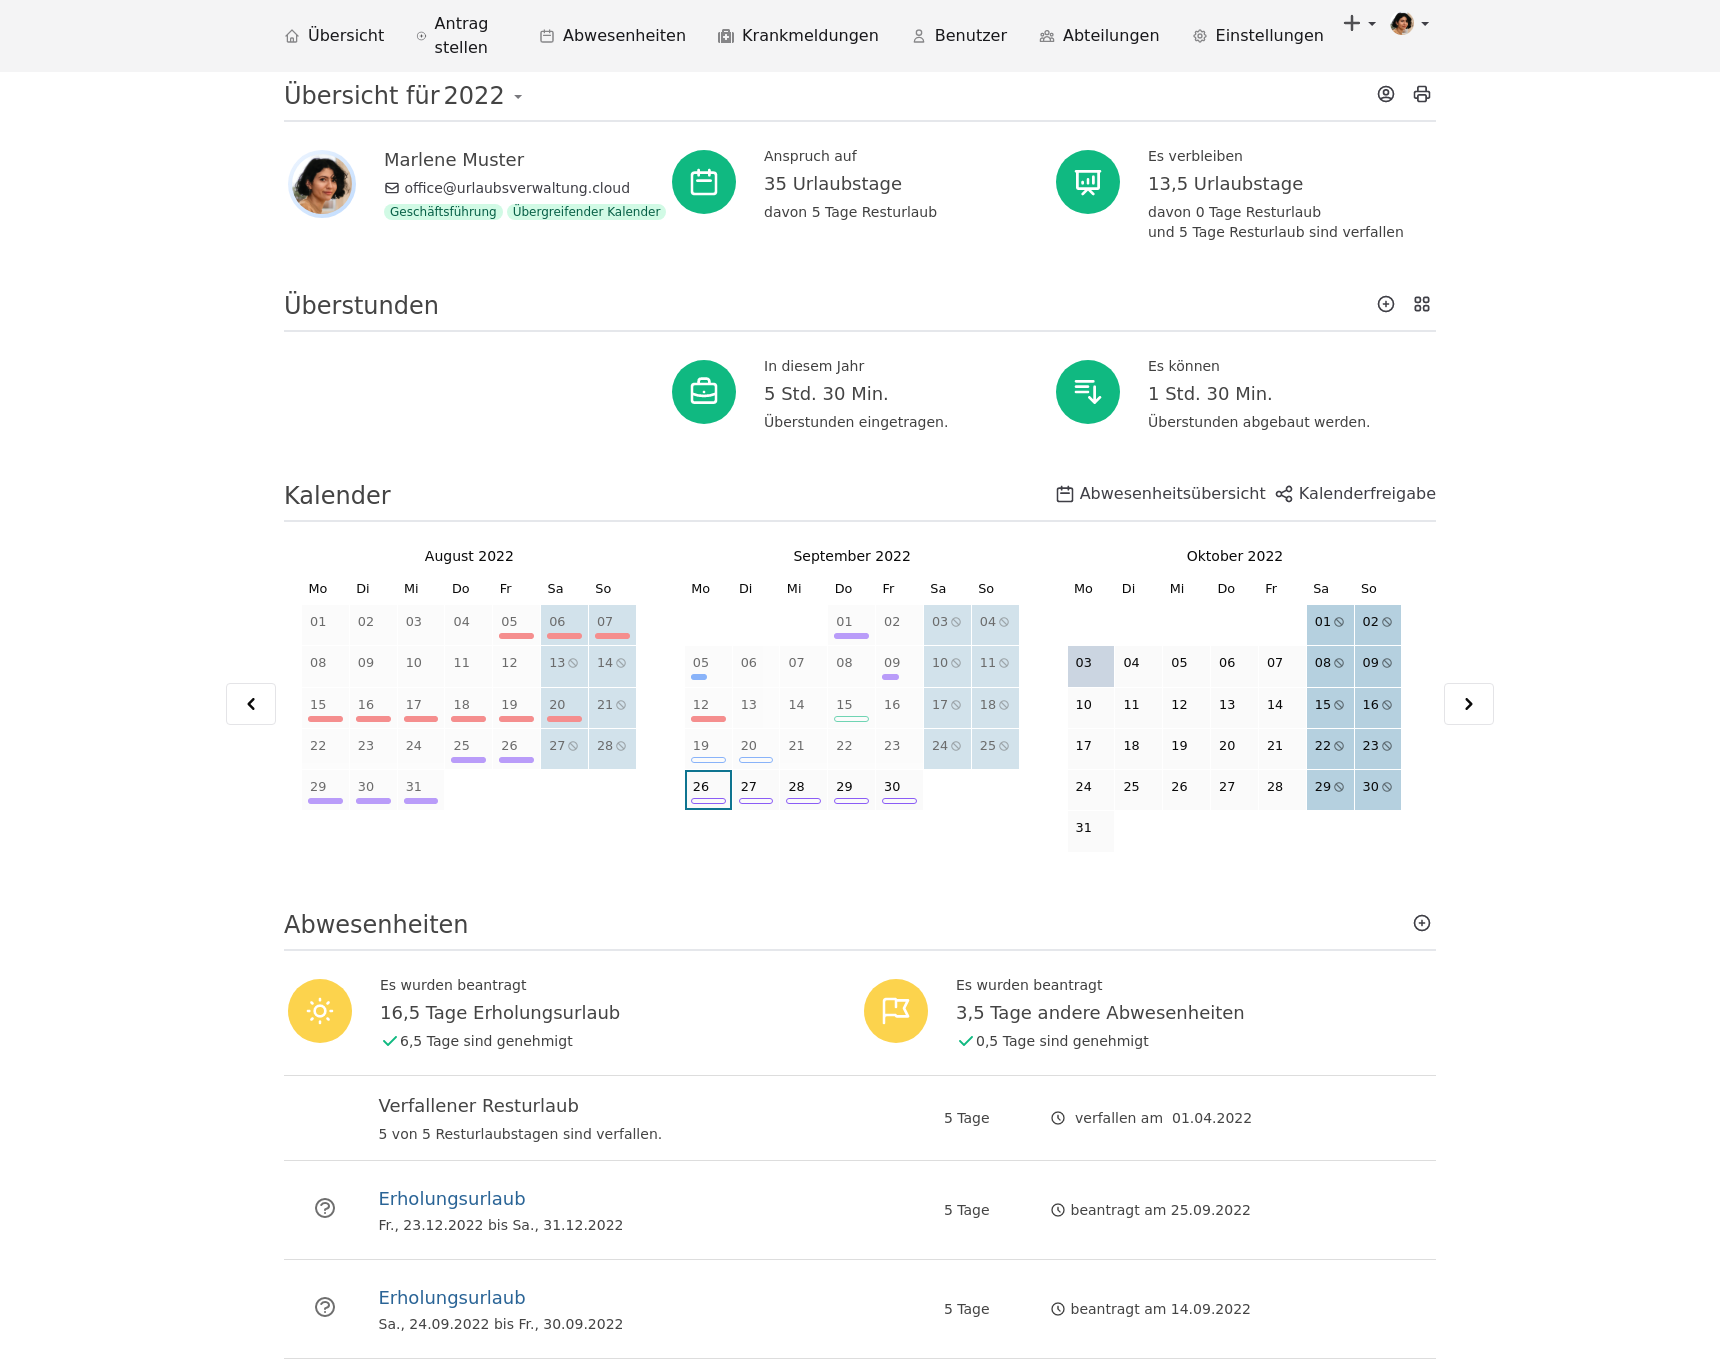 Übersicht
Antrag stellen
Abwesenheiten
Krankmeldungen
Benutzer
Abteilungen
Einstellungen
Übersicht für 2022
Marlene Muster
office@urlaubsverwaltung.cloud
Geschäftsführung Übergreifender Kalender
Anspruch auf
35 Urlaubstage
davon 5 Tage Resturlaub
Es verbleiben
13,5 Urlaubstage
davon 0 Tage Resturlaub
und 5 Tage Resturlaub sind verfallen
Überstunden
In diesem Jahr
5 Std. 30 Min.
Überstunden eingetragen.
Es können
1 Std. 30 Min.
Überstunden abgebaut werden.
Kalender
Abwesenheitsübersicht Kalenderfreigabe
August 2022
Mo Di Mi Do Fr Sa So
01 02 03 04 05 06 07
08 09 10 11 12 13 14
15 16 17 18 19 20 21
22 23 24 25 26 27 28
29 30 31
September 2022
Mo Di Mi Do Fr Sa So
01 02 03 04
05 06 07 08 09 10 11
12 13 14 15 16 17 18
19 20 21 22 23 24 25
26 27 28 29 30
Oktober 2022
Mo Di Mi Do Fr Sa So
01 02
03 04 05 06 07 08 09
10 11 12 13 14 15 16
17 18 19 20 21 22 23
24 25 26 27 28 29 30
31
Abwesenheiten
Es wurden beantragt
16,5 Tage Erholungsurlaub
6,5 Tage sind genehmigt
Es wurden beantragt
3,5 Tage andere Abwesenheiten
0,5 Tage sind genehmigt
Verfallener Resturlaub
5 von 5 Resturlaubstagen sind verfallen.
5 Tage
verfallen am 01.04.2022
Erholungsurlaub
Fr., 23.12.2022 bis Sa., 31.12.2022
5 Tage
beantragt am 25.09.2022
Erholungsurlaub
Sa., 24.09.2022 bis Fr., 30.09.2022
5 Tage
beantragt am 14.09.2022